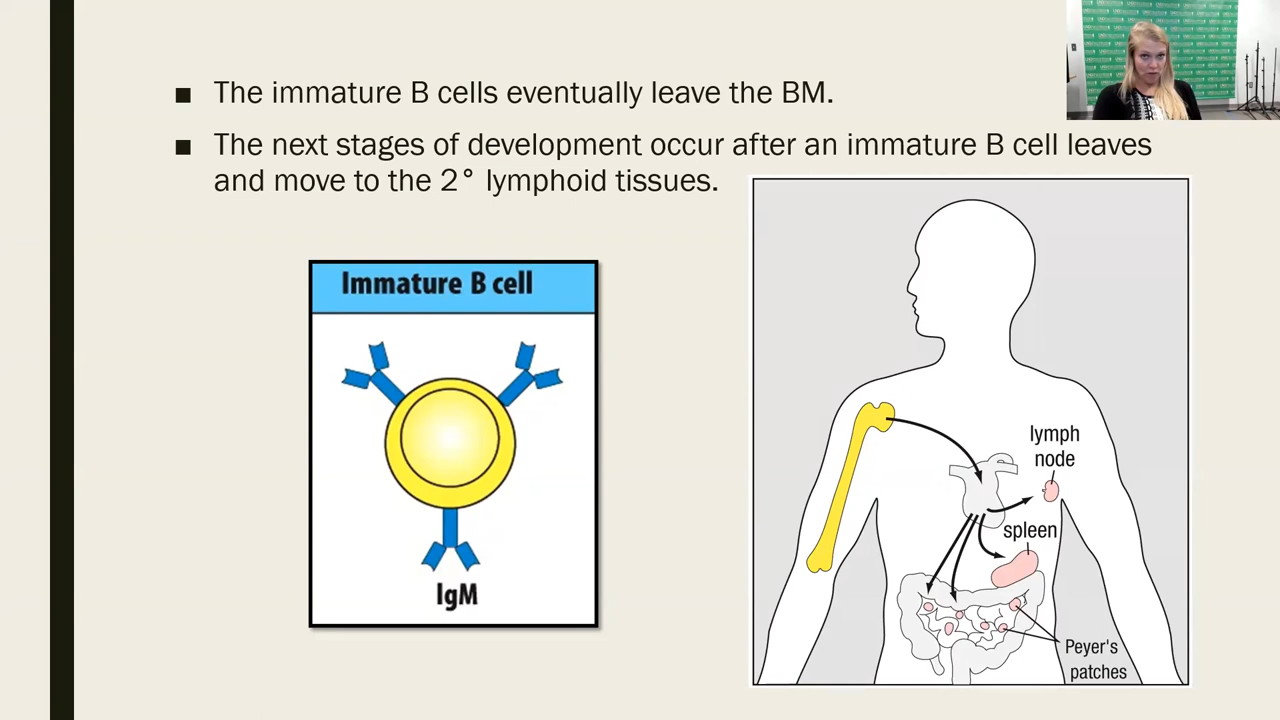 ■ The immature B cells eventually leave the BM.
■ The next stages of development occur after an immature B cell leaves
and move to the 2° lymphoid tissues.
Immature B cell
IgM
lymph
node
spleen
Peyer's
patches